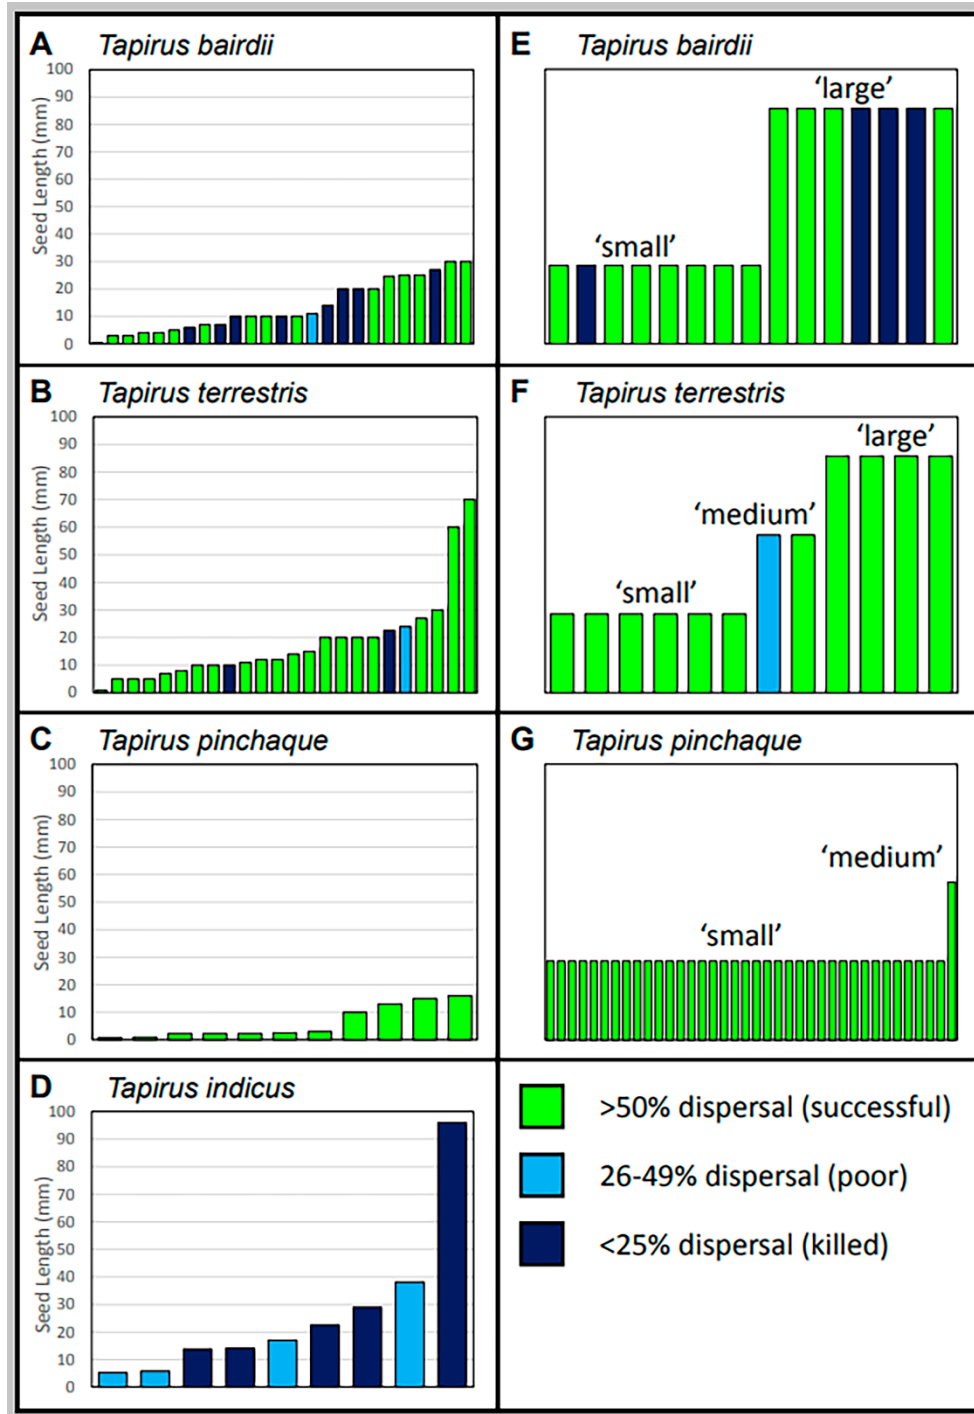 A Tapirus bairdii
100
90
80
70
60
50
40
30
20
10
0
Seed Length (mm)
E Tapirus bairdii
'large'
'small'
B Tapirus terrestris
100
90
80
70
60
50
40
30
20
10
0
Seed Length (mm)
F Tapirus terrestris
'large'
'medium'
'small'
C Tapirus pinchaque
100
90
80
70
60
50
40
30
20
10
0
Seed Length (mm)
G Tapirus pinchaque
'medium'
'small'
D Tapirus indicus
100
90
80
70
60
50
40
30
20
10
0
Seed Length (mm)
>50% dispersal (successful)
26-49% dispersal (poor)
<25% dispersal (killed)